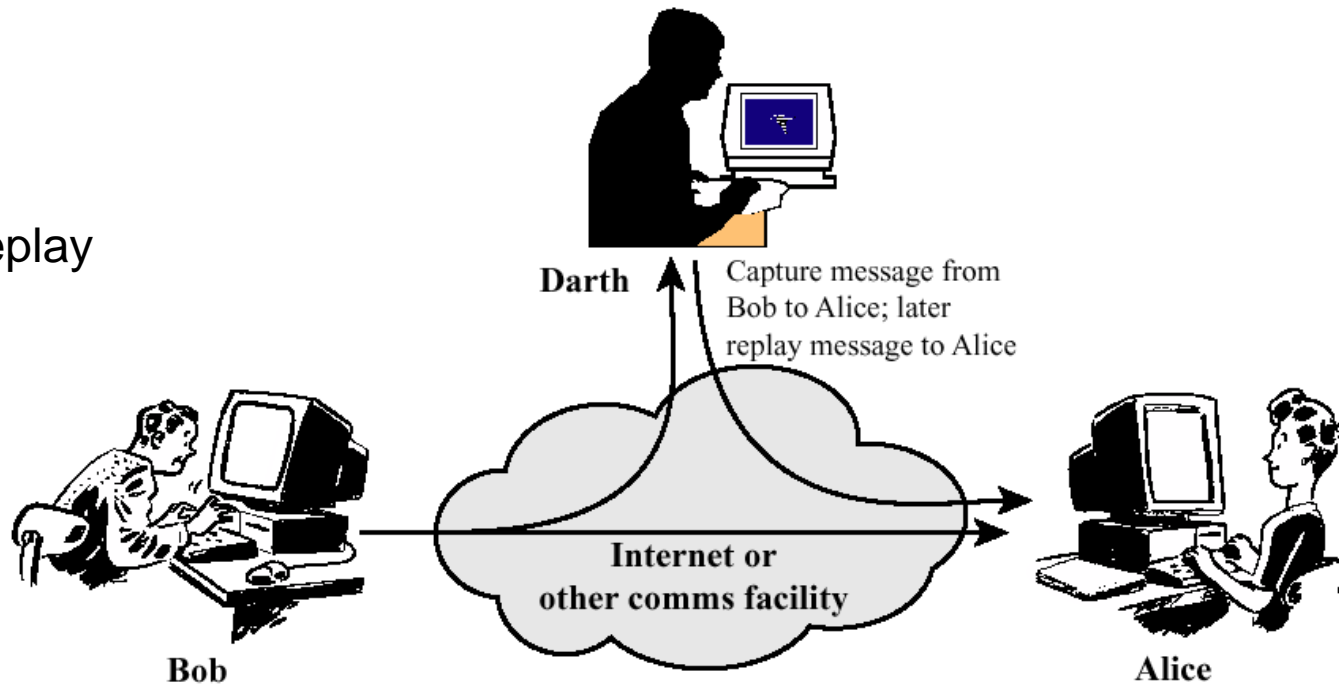 eplay
Darth
Capture message from
Bob to Alice; later
replay message to Alice
Internet or
other comms facility
Bob
Alice